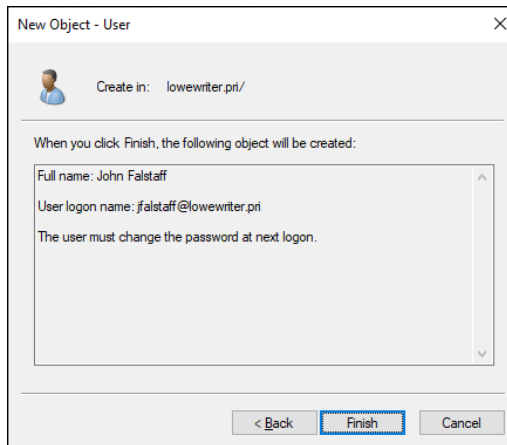 New Object - User
Create in: lowewriter.pri/
When you click Finish, the following object will be created:
Full name: John Falstaff
User logon name: jfalstaff@lowewriter.pri
The user must change the password at next logon.
< Back Finish Cancel